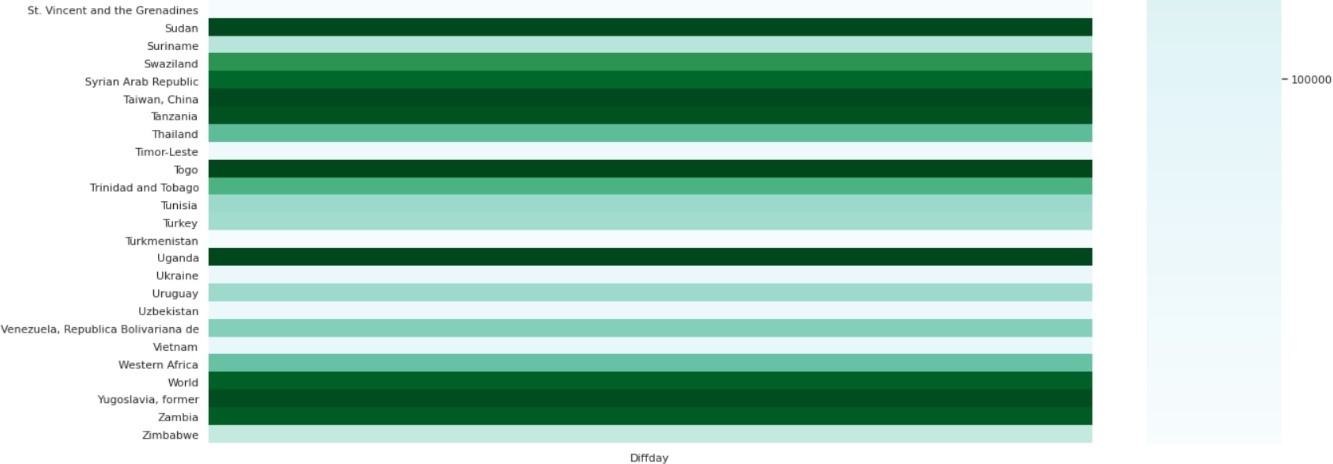 St. Vincent and the Grenadines
Sudan
Suriname
Swaziland
Syrian Arab Republic
100000
Taiwan, China
Tanzania
Thailand
Timor-Leste
Togo
Trinidad and Tobago
Tunisia
Turkey
Turkmenistan
Uganda
Ukraine
Uruguay
Uzbekistan
Venezuela, Republica Bolivariana de
Vietnam
Western Africa
World
Yugoslavia, former
Zambia
Zimbabwe
Diffday